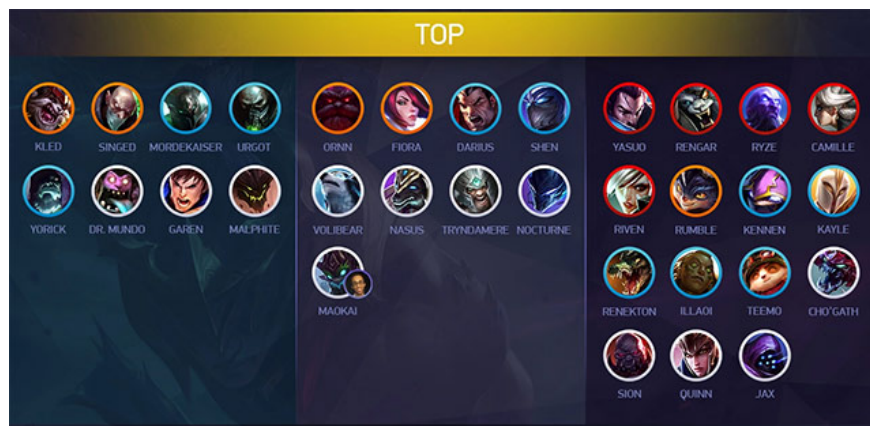 TOP
KLED SINGED MORDEKAISER URGOT
YORICK DR. MUNDO GAREN MALPHITE
ORNN FIORA DARIUS SHEN
VOLIBEAR NASUS TRYNDAMERE NOCTURNE
MAOKAI
YASUO RENGAR RYZE CAMILLE
RIVEN RUMBLE KENNEN KAYLE
RENEKTON ILLAOI TEEMO CHO'GATH
SION QUINN JAX